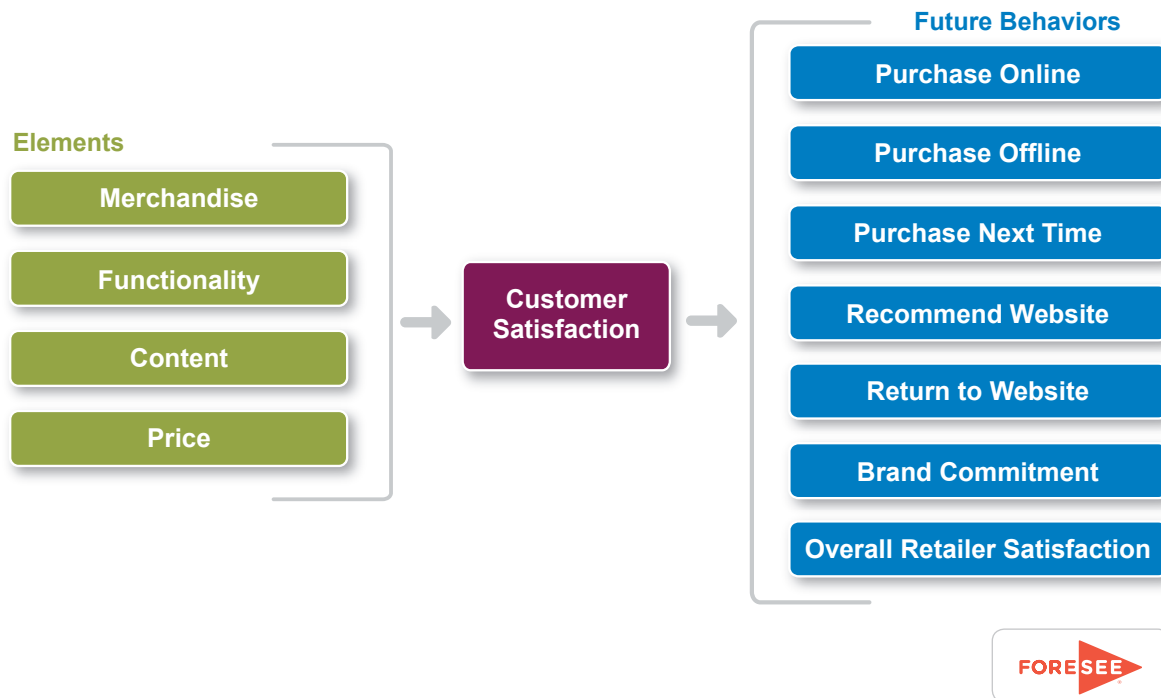 Elements
Merchandise
Functionality
Content
Price
Customer
Satisfaction
Future Behaviors
Purchase Online
Purchase Offline
Purchase Next Time
Recommend Website
Return to Website
Brand Commitment
Overall Retailer Satisfaction
FORESEE